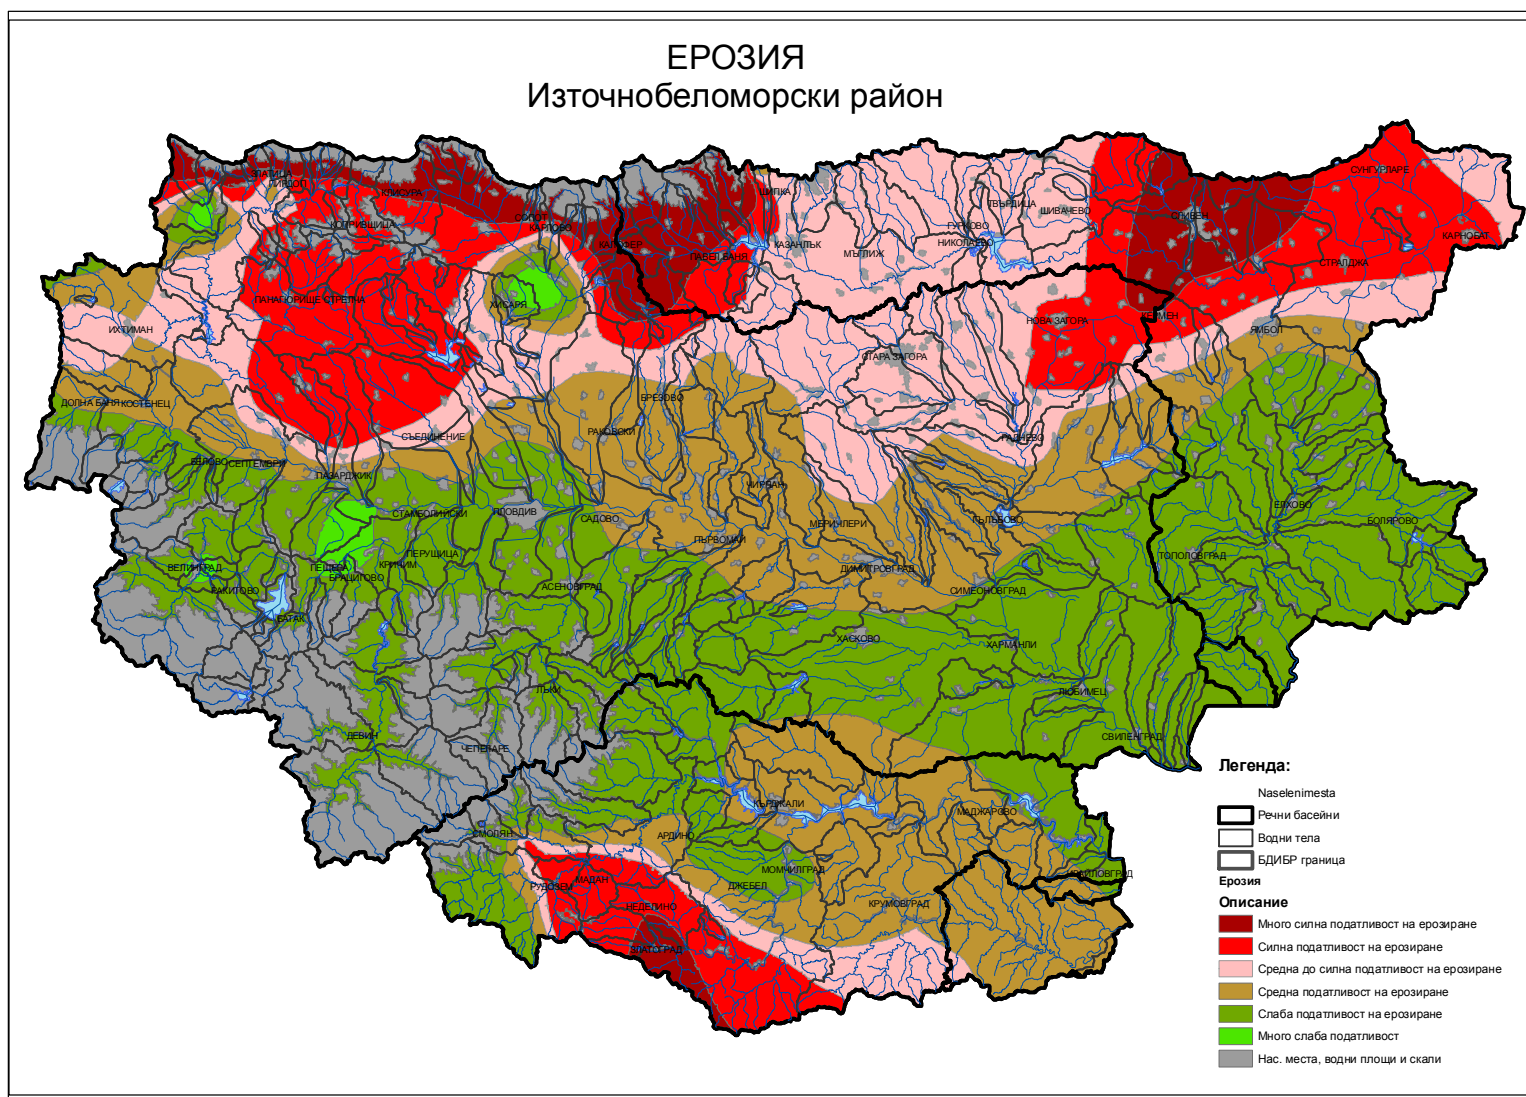 ЕРОЗИЯ
Източнобеломорски район
ЗЛАТИЦА
ПИРДОП
КЛИСУРА
КОПРИВЩИЦА
СОПОТ
КАРЛОВО
КАЛОФЕР
ШИПКА
ПАВЕЛ БАНЯ
КАЗАНЛЪК
МЪГЛИЖ
ГУРКОВО
НИКОЛАЕВО
ТВЪРДИЦА
ШИВАЧЕВО
СЛИВЕН
СУНГУРЛАРЕ
КАРНОБАТ
СТРАЛДЖА
ПАНАГЮРИЩЕ СТРЕЛЧА
ХИСАРЯ
ИХТИМАН
НОВА ЗАГОРА
КЕРМЕН
ЯМБОЛ
СТАРА ЗАГОРА
ДОЛНА БАНЯ
КОСТЕНЕЦ
БРЕЗОВО
СЪЕДИНЕНИЕ
РАКОВСКИ
РАДНЕВО
БЕЛОВО
СЕПТЕМВРИ
ПАЗАРДЖИК
ЧИРПАН
СТАМБОЛИЙСКИ
ПЛОВДИВ
САДОВО
МЕРИЧЛЕРИ
ГЪЛЪБОВО
ЕЛХОВО
БОЛЯРОВО
ПЪРВОМАЙ
ТОПОЛОВГРАД
ВЕЛИНГРАД
ПЕЩЕРА
БРАЦИГОВО
КРИЧИМ
ПЕРУЩИЦА
ДИМИТРОВГРАД
РАКИТОВО
АСЕНОВГРАД
СИМЕОНОВГРАД
БАТАК
ХАСКОВО
ХАРМАНЛИ
ЛЪКИ
ЛЮБИМЕЦ
ДЕВИН
ЧЕПЕЛАРЕ
СВИЛЕНГРАД
КЪРДЖАЛИ
МАДЖАРОВО
СМОЛЯН
АРДИНО
МОМЧИЛГРАД
ДЖЕБЕЛ
ИВАЙЛОВГРАД
РУДОЗЕМ
МАДАН
НЕДЕЛИНО
КРУМОВГРАД
ЗЛАТОГРАД
Легенда:
Naselenimesta
Речни басейни
Водни тела
БДИБР граница
Ерозия
Описание
Много силна податливост на ерозиране
Силна податливост на ерозиране
Средна до силна податливост на ерозиране
Средна податливост на ерозиране
Слаба податливост на ерозиране
Много слаба податливост
Нас. места, водни площи и скали